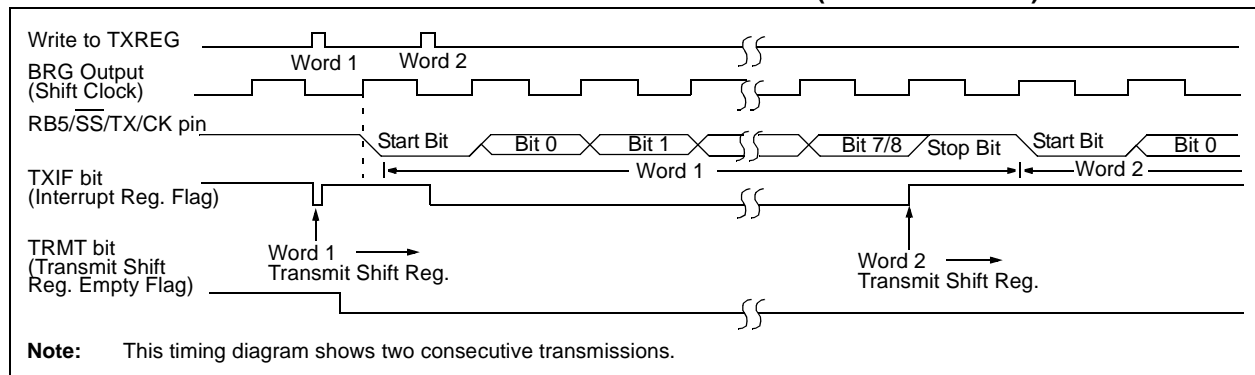 Write to TXREG
Word 1 Word 2
BRG Output
(Shift Clock)
RB5/SS/TX/CK pin
Start Bit Bit 0 Bit 1 Bit 7/8 Stop Bit Start Bit Bit 0
Word 1 Word 2
TXIF bit
(Interrupt Reg. Flag)
Word 1
Transmit Shift Reg.
Word 2
Transmit Shift Reg.
TRMT bit
(Transmit Shift
Reg. Empty Flag)
Note: This timing diagram shows two consecutive transmissions.